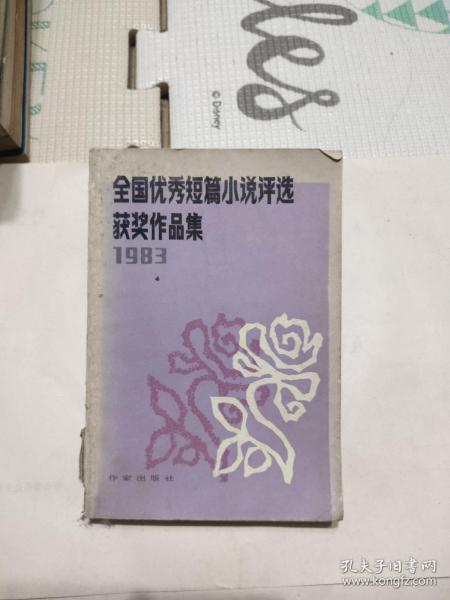 les
© Disney
全国优秀短篇小说评选
获奖作品集
1983
作家出版社
孔夫子旧书网
www.kongfz.com